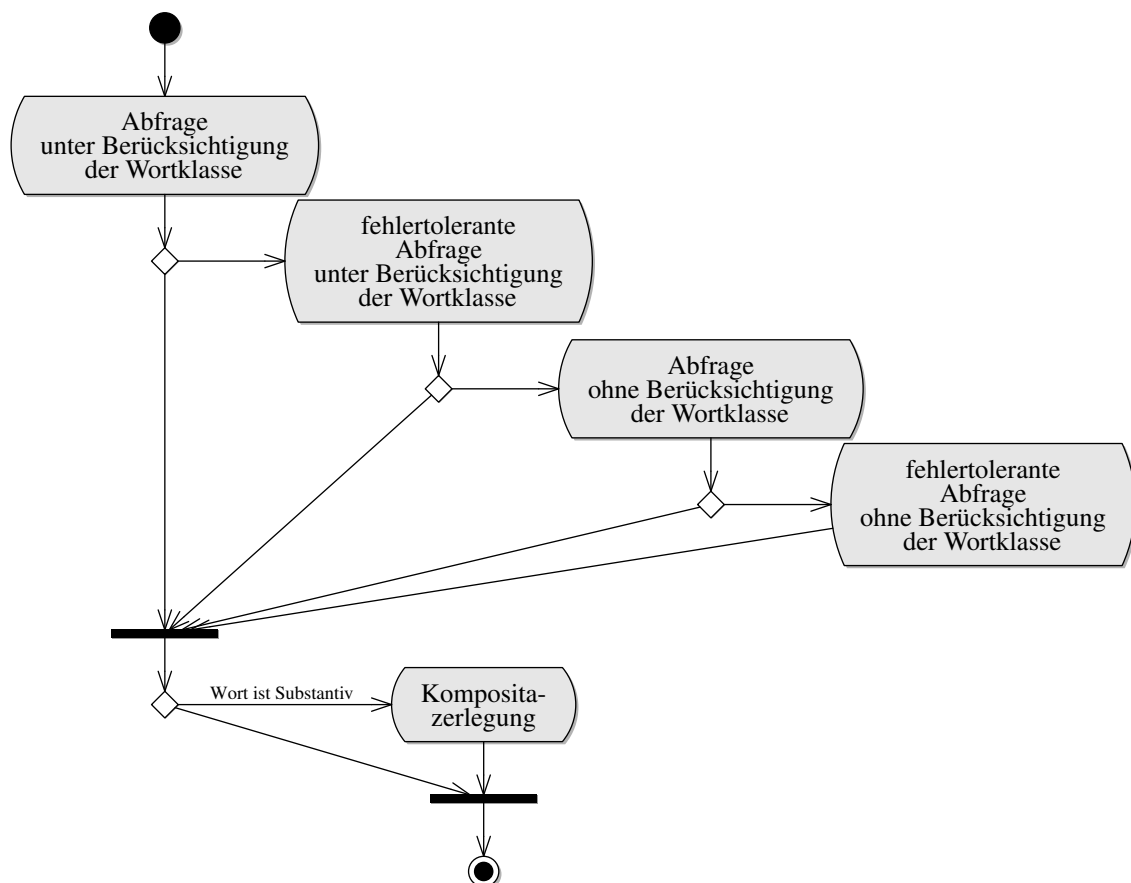 Abfrage
unter Berücksichtigung
der Wortklasse
fehlertolerante
Abfrage
unter Berücksichtigung
der Wortklasse
Abfrage
ohne Berücksichtigung
der Wortklasse
fehlertolerante
Abfrage
ohne Berücksichtigung
der Wortklasse
Wort ist Substantiv
Komposita-
zerlegung